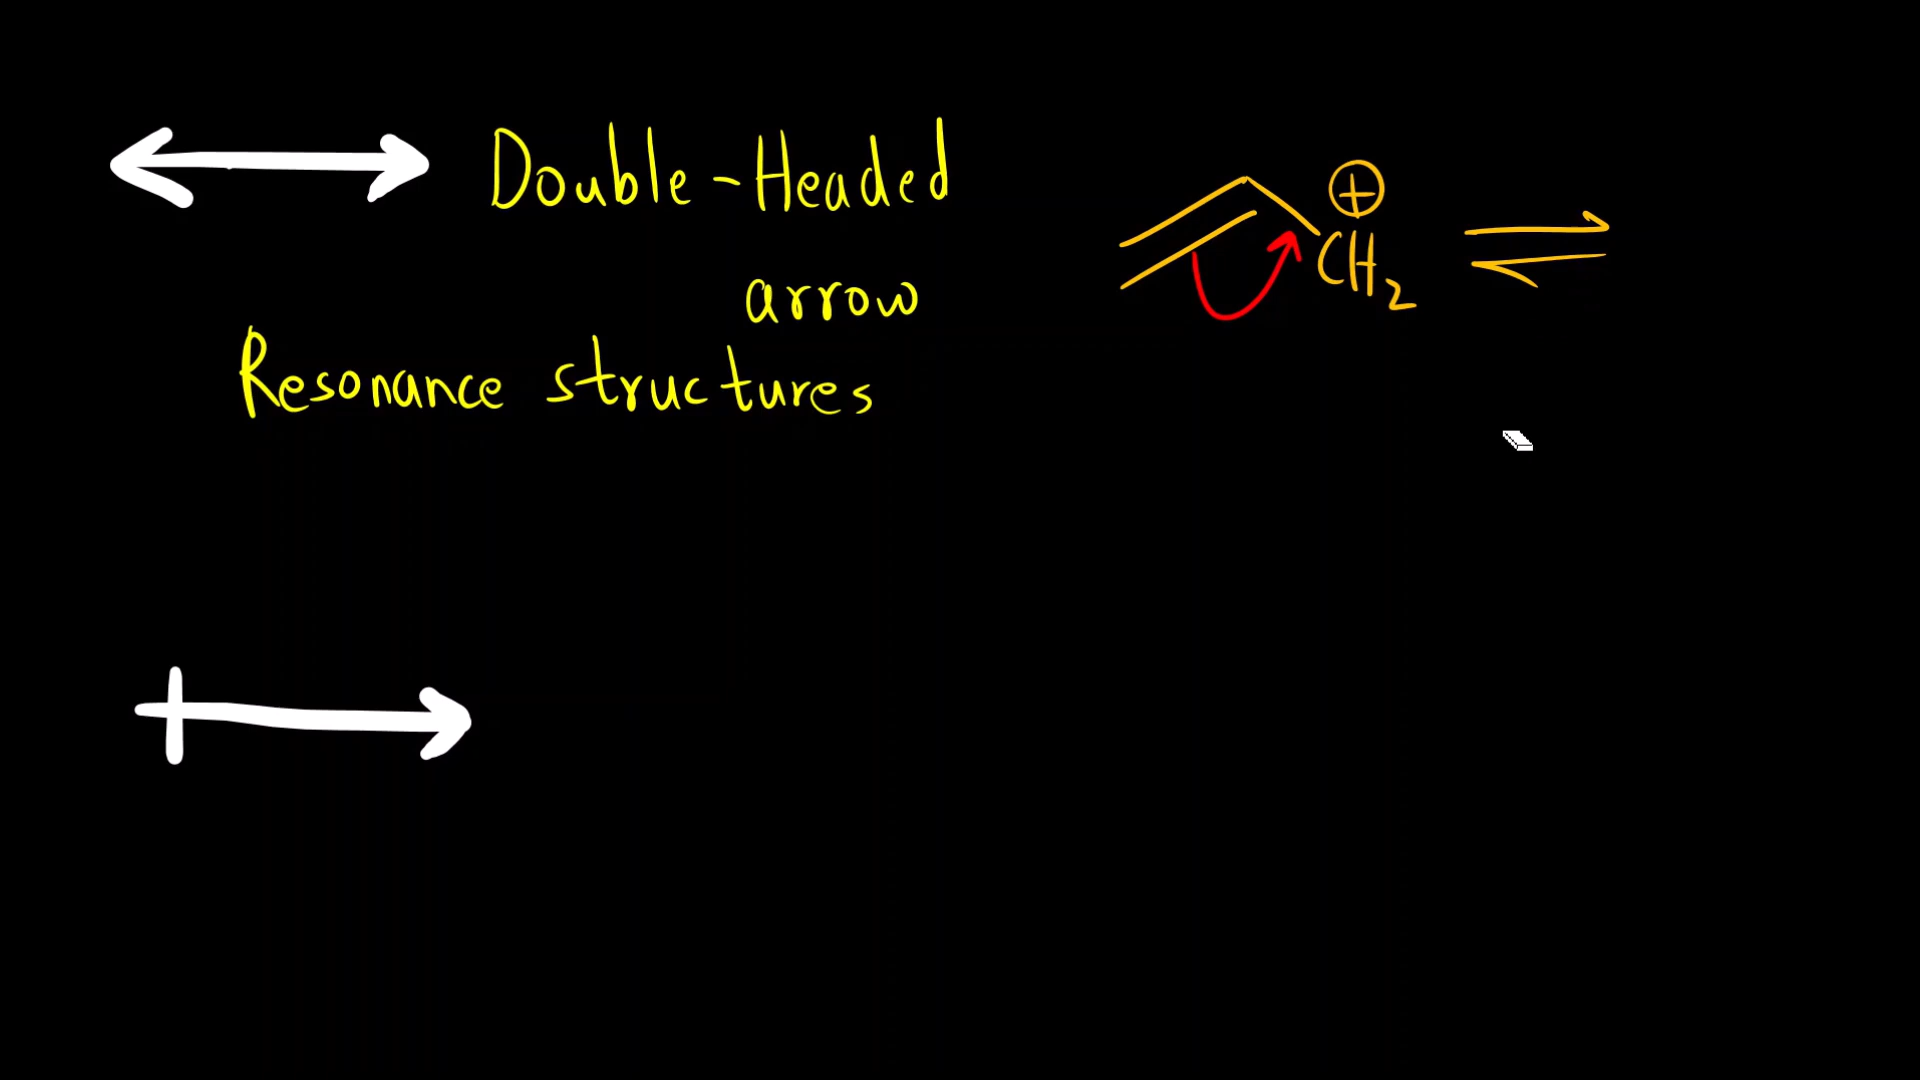 Double-Headed
arrow
Resonance structures
⊕
CH₂